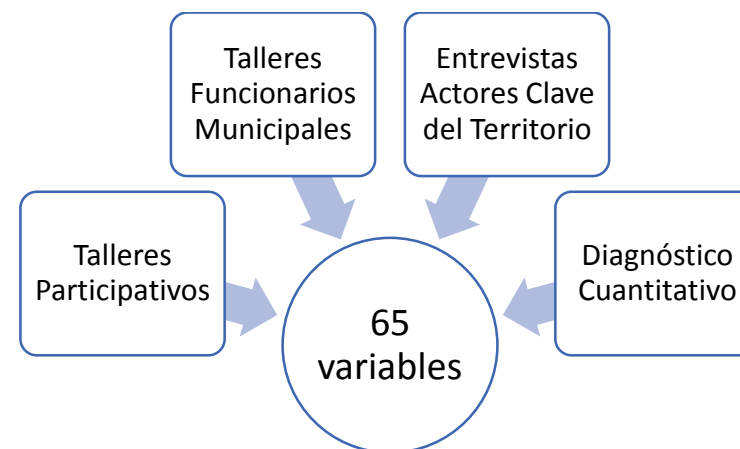 Talleres
Funcionarios
Municipales
Entrevistas
Actores Clave
del Territorio
Talleres
Participativos
Diagnóstico
Cuantitativo
65
variables